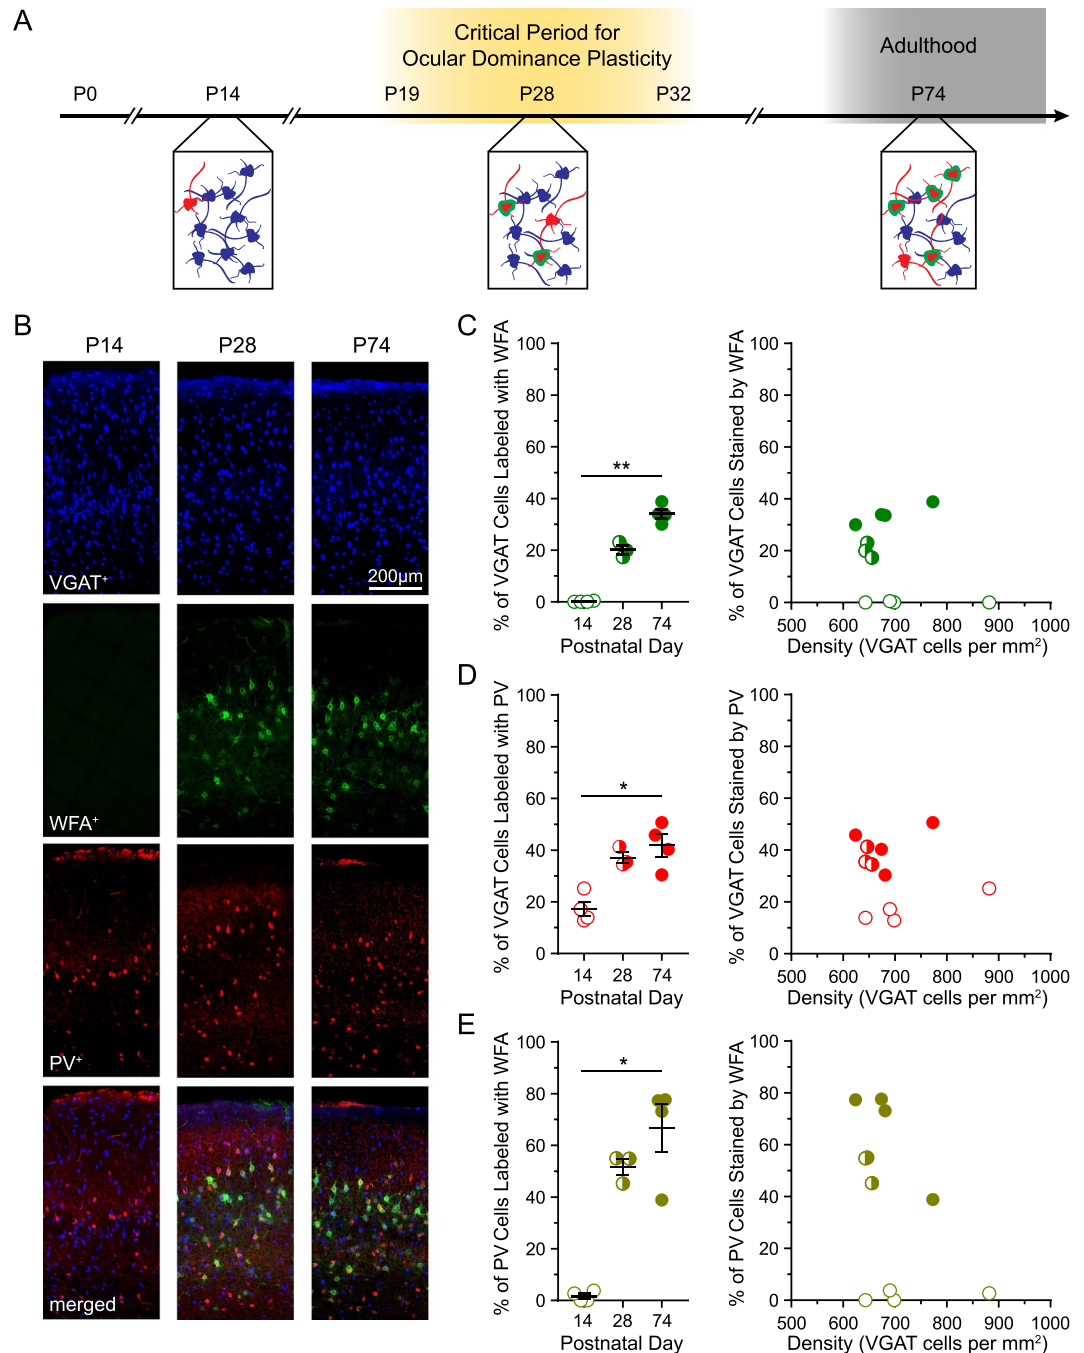 A
Critical Period for
Ocular Dominance Plasticity
Adulthood
P0 P14 P19 P28 P32 P74
B
P14 P28 P74
VGAT+
200µm
WFA+
PV+
merged
C
% of VGAT Cells Labeled with WFA
100
80
60
40
20
0
**
14 28 74
Postnatal Day
% of VGAT Cells Stained by WFA
100
80
60
40
20
0
500 600 700 800 900 1000
Density (VGAT cells per mm²)
D
% of VGAT Cells Labeled with PV
100
80
60
40
20
0
*
14 28 74
Postnatal Day
% of VGAT Cells Stained by PV
100
80
60
40
20
0
500 600 700 800 900 1000
Density (VGAT cells per mm²)
E
% of PV Cells Labeled with WFA
100
80
60
40
20
0
*
14 28 74
Postnatal Day
% of PV Cells Stained by WFA
100
80
60
40
20
0
500 600 700 800 900 1000
Density (VGAT cells per mm²)